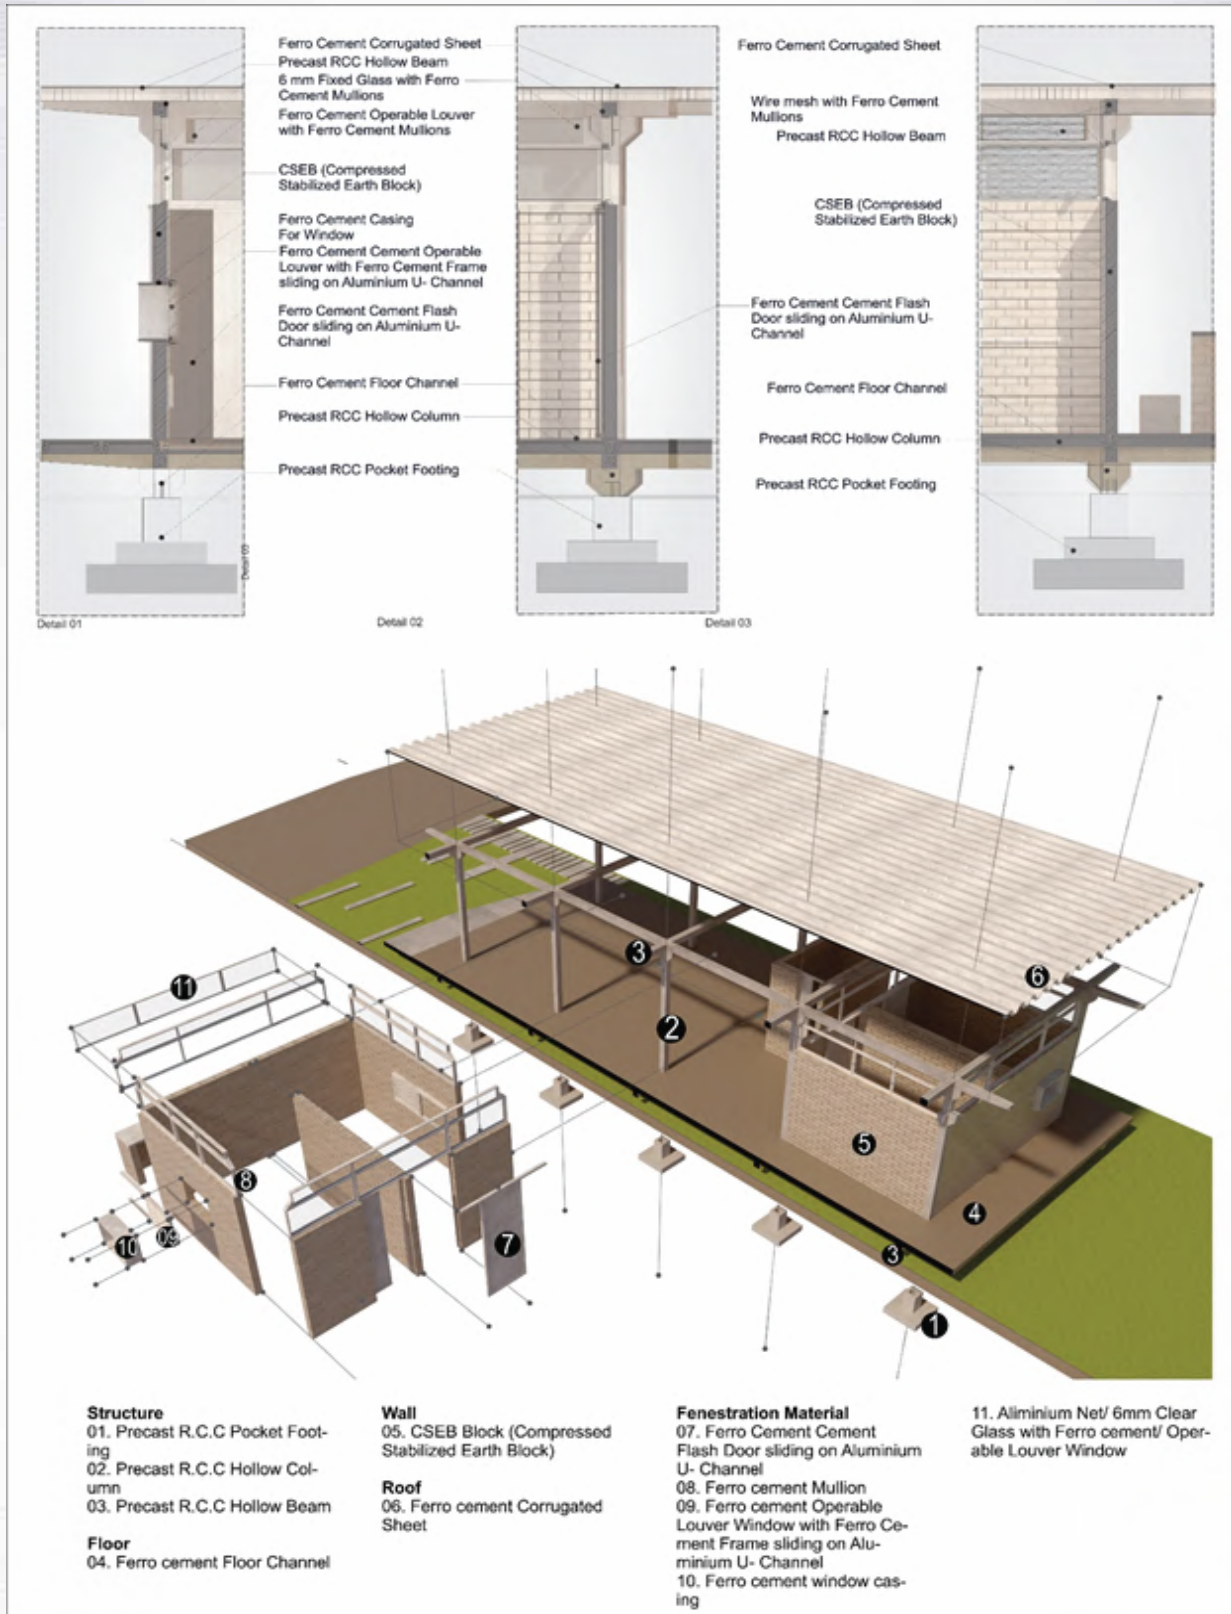 Ferro Cement Corrugated Sheet
Precast RCC Hollow Beam
6 mm Fixed Glass with Ferro
Cement Mullions
Ferro Cement Operable Louver
with Ferro Cement Mullions
CSEB (Compressed
Stabilized Earth Block)
Ferro Cement Casing
For Window
Ferro Cement Cement Operable
Louver with Ferro Cement Frame
sliding on Aluminium U- Channel
Ferro Cement Cement Flash
Door sliding on Aluminium U-
Channel
Ferro Cement Floor Channel
Precast RCC Hollow Column
Precast RCC Pocket Footing
Ferro Cement Corrugated Sheet
Wire mesh with Ferro Cement
Mullions
Precast RCC Hollow Beam
CSEB (Compressed
Stabilized Earth Block)
Ferro Cement Cement Flash
Door sliding on Aluminium U-
Channel
Ferro Cement Floor Channel
Precast RCC Hollow Column
Precast RCC Pocket Footing
Detail 03
Detail 01
Detail 02
Detail 03
11
3
6
2
5
8
4
09
10
7
3
1
Structure
01. Precast R.C.C Pocket Foot-
ing
02. Precast R.C.C Hollow Col-
umn
03. Precast R.C.C Hollow Beam
Floor
04. Ferro cement Floor Channel
Wall
05. CSEB Block (Compressed
Stabilized Earth Block)
Roof
06. Ferro cement Corrugated
Sheet
Fenestration Material
07. Ferro Cement Cement
Flash Door sliding on Aluminium
U- Channel
08. Ferro cement Mullion
09. Ferro cement Operable
Louver Window with Ferro Ce-
ment Frame sliding on Alu-
minium U- Channel
10. Ferro cement window cas-
ing
11. Aliminium Net/ 6mm Clear
Glass with Ferro cement/ Oper-
able Louver Window